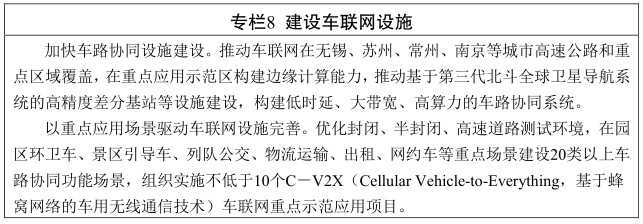 专栏8 建设车联网设施
加快车路协同设施建设。推动车联网在无锡、苏州、常州、南京等城市高速公路和重
点区域覆盖，在重点应用示范区构建边缘计算能力，推动基于第三代北斗全球卫星导航系
统的高精度差分基站等设施建设，构建低时延、大带宽、高算力的车路协同系统。
以重点应用场景驱动车联网设施完善。优化封闭、半封闭、高速道路测试环境，在园
区环卫车、景区引导车、列队公交、物流运输、出租、网约车等重点场景建设20类以上车
路协同功能场景，组织实施不低于10个C－V2X（Cellular Vehicle-to-Everything，基于蜂
窝网络的车用无线通信技术）车联网重点示范应用项目。